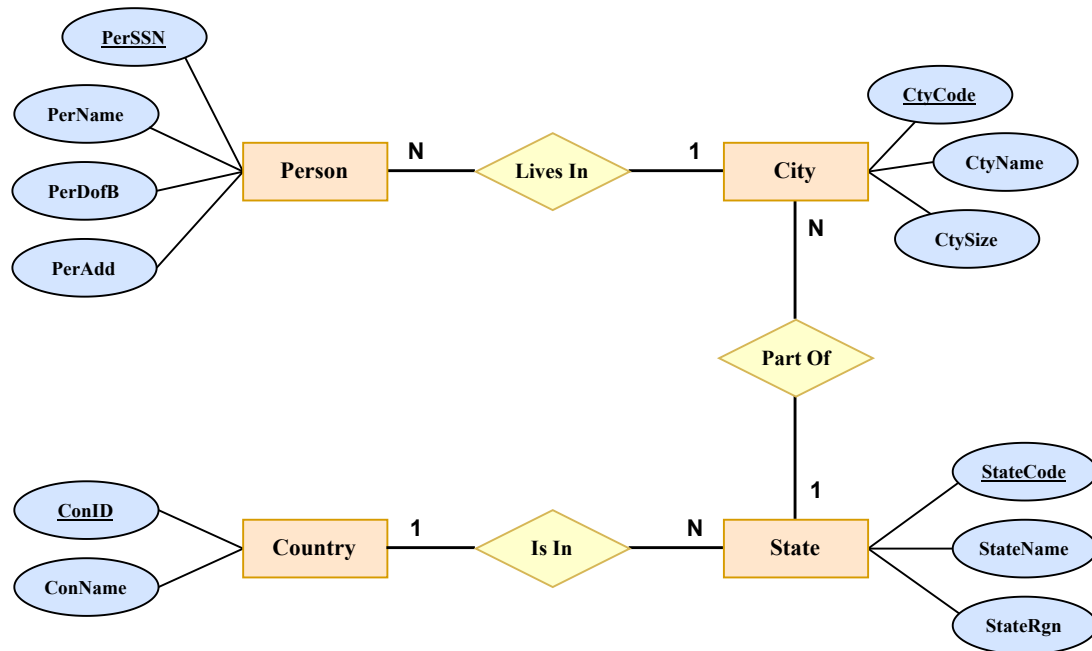 PerSSN
PerName
PerDofB
PerAdd
Person
N
Lives In
1
City
CtyCode
CtyName
CtySize
N
Part Of
1
ConID
ConName
Country
1
Is In
N
State
StateCode
StateName
StateRgn